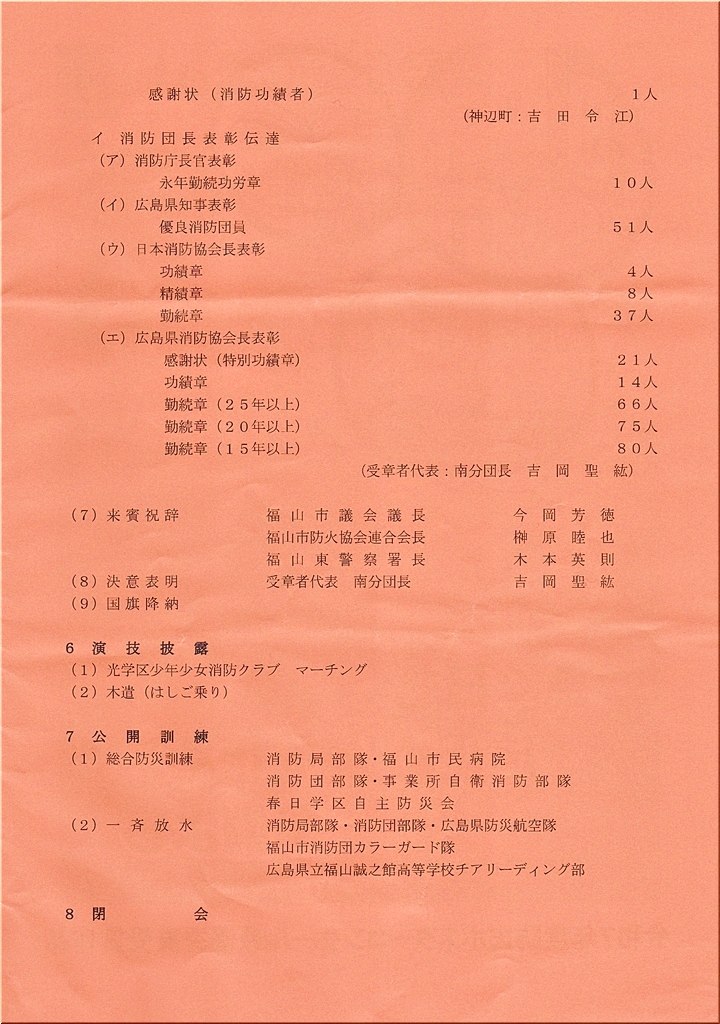 感謝状（消防功績者）　１人
（神辺町：吉　田　令　江）
イ　消防団長表彰伝達
（ア）消防庁長官表彰
永年勤続功労章　１０人
（イ）広島県知事表彰
優良消防団員　５１人
（ウ）日本消防協会長表彰
功績章　４人
精績章　８人
勤続章　３７人
（エ）広島県消防協会長表彰
感謝状（特別功績章）　２１人
功績章　１４人
勤続章（２５年以上）　６６人
勤続章（２０年以上）　７５人
勤続章（１５年以上）　８０人
（受章者代表：南分団長　吉　岡　聖　紘）
（７）来賓祝辞　福山市議会議長　今　岡　芳　徳
福山市防火協会連合会長　榊　原　睦　也
福山東警察署長　木　本　英　則
（８）決意表明　受章者代表　南分団長　吉　岡　聖　紘
（９）国旗降納
６　演　技　披　露
（１）光学区少年少女消防クラブ　マーチング
（２）木遣（はしご乗り）
７　公　開　訓　練
（１）総合防災訓練　消防局部隊・福山市民病院
消防団部隊・事業所自衛消防部隊
春日学区自主防災会
（２）一斉放水　消防局部隊・消防団部隊・広島県防災航空隊
福山市消防団カラーガード隊
広島県立福山誠之館高等学校チアリーディング部
８　閉　　　会